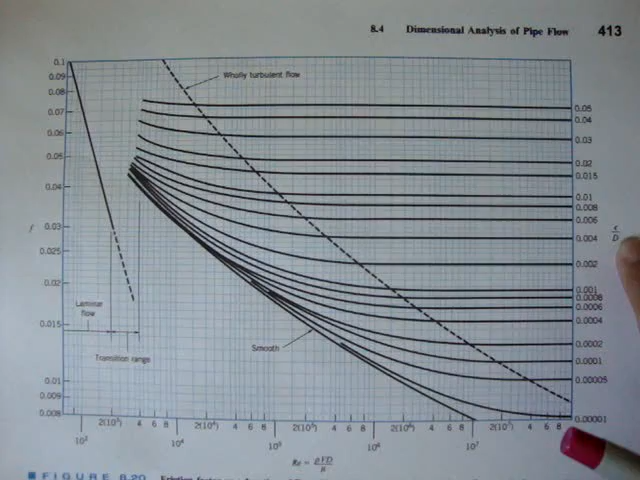 8.4 Dimensional Analysis of Pipe Flow 413
0.1
0.09
0.08
0.07
0.06
0.05
0.04
f 0.03
0.025
0.02
0.015
0.01
0.009
0.008
Wholly turbulent flow
Laminar
flow
Transition range
Smooth
0.05
0.04
0.03
0.02
0.015
0.01
0.008
0.006
0.004
0.002
0.001
0.0008
0.0006
0.0004
0.0002
0.0001
0.00005
0.00001
ε
D
2(10³) 4 6 8 2(10⁴) 4 6 8 2(10⁵) 4 6 8 2(10⁶) 4 6 8 2(10⁷) 4 6 8
10³ 10⁴ 10⁵ 10⁶ 10⁷
Re = ρVD
μ
FIGURE 8.20 Friction factor